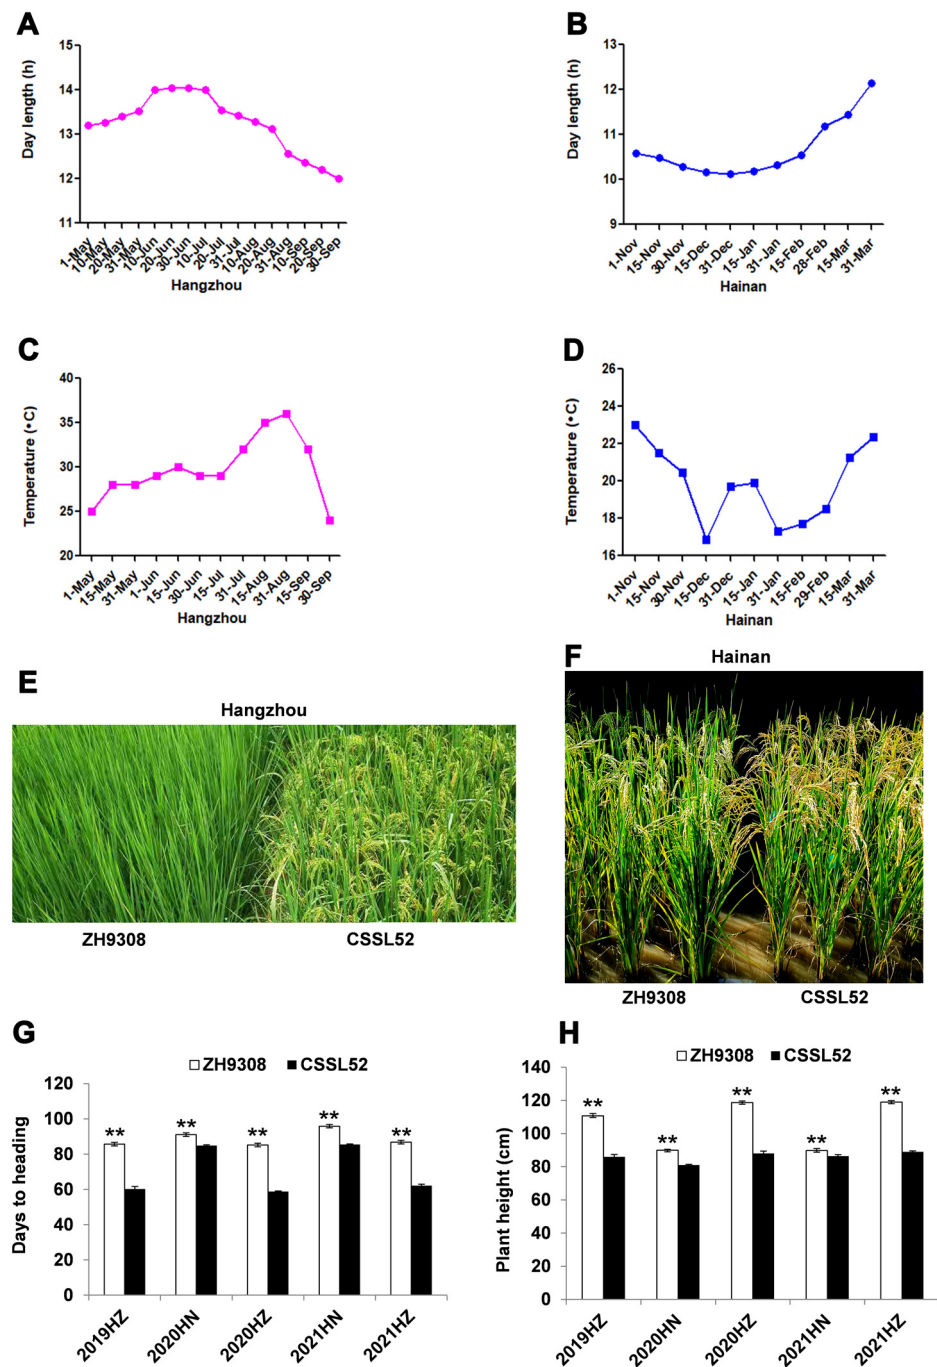 A
Day length (h)
15
14
13
12
11
1-May
10-May
20-May
31-May
10-Jun
20-Jun
30-Jun
10-Jul
20-Jul
31-Jul
10-Aug
20-Aug
31-Aug
10-Sep
20-Sep
30-Sep
Hangzhou
B
Day length (h)
13
12
11
10
9
1-Nov
15-Nov
30-Nov
15-Dec
31-Dec
15-Jan
31-Jan
15-Feb
28-Feb
15-Mar
31-Mar
Hainan
C
Temperature (•C)
40
35
30
25
20
1-May
15-May
31-May
1-Jun
15-Jun
30-Jun
15-Jul
31-Jul
15-Aug
31-Aug
15-Sep
30-Sep
Hangzhou
D
Temperature (•C)
26
24
22
20
18
16
1-Nov
15-Nov
30-Nov
15-Dec
31-Dec
15-Jan
31-Jan
15-Feb
29-Feb
15-Mar
31-Mar
Hainan
E
Hangzhou
ZH9308 CSSL52
F
Hainan
ZH9308 CSSL52
G
ZH9308 CSSL52
Days to heading
120
100
80
60
40
20
0
** ** ** ** **
2019HZ
2020HN
2020HZ
2021HN
2021HZ
H
ZH9308 CSSL52
Plant height (cm)
140
120
100
80
60
40
20
0
** ** ** ** **
2019HZ
2020HN
2020HZ
2021HN
2021HZ